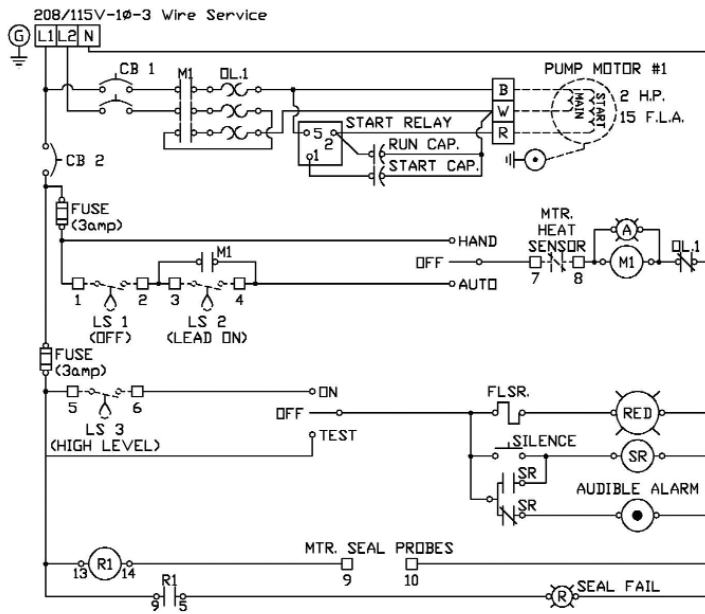 208/115V-1Ø-3 Wire Service
G L1 L2 N
CB 1 M1 OL.1
PUMP MOTOR #1
B
W
R
MAIN
START
2 H.P.
15 F.L.A.
START RELAY
5
2
1
RUN CAP.
START CAP.
CB 2
FUSE
(3amp)
HAND
OFF
AUTO
MTR.
HEAT
SENSOR
7 8
A
M1
OL.1
M1
1 2 3 4
LS 1
(OFF)
LS 2
(LEAD ON)
FUSE
(3amp)
5 6
LS 3
(HIGH LEVEL)
ON
OFF
TEST
FLSR.
RED
SILENCE
SR
SR
SR
AUDIBLE ALARM
MTR. SEAL PROBES
13 R1 14
9 10
R1
9 5
R
SEAL FAIL